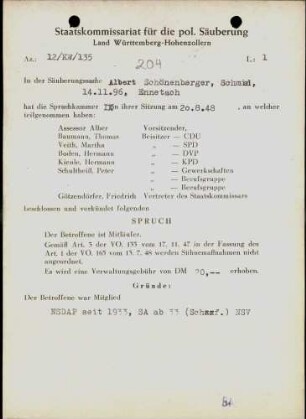 Staatskommissariat für die pol. Säuberung
Land Württemberg-Hohenzollern
Az.: 12/KW/135 L: 1
204
In der Säuberungssache Albert Schönenberger,
14.11.96, Ennetach
hat die Spruchkammer in ihrer Sitzung am 20.8.48 , an welcher
teilgenommen haben:
Assessor Alber Vorsitzender,
Baumann, Thomas Beisitzer — CDU
Veith, Martha „ — SPD
Boden, Hermann „ — DVP
Kienle, Hermann „ — KPD
Schultheiß, Peter „ — Gewerkschaften
„ — Berufsgruppe
„ — Berufsgruppe
Götzendörfer, Friedrich Vertreter des Staatskommissars
beschlossen und verkündet folgenden
SPRUCH
Der Betroffene ist Mitläufer.
Gemäß Art. 5 der VO. 133 vom 17. 11. 47 in der Fassung des
Art. 1 der VO. 165 vom 13. 7. 48 werden Sühnemaßnahmen nicht
angeordnet.
Es wird eine Verwaltungsgebühr von DM 20,-- erhoben.
Gründe:
Der Betroffene war Mitglied
NSDAP seit 1933, SA ab 33 (Scharf.) NSV